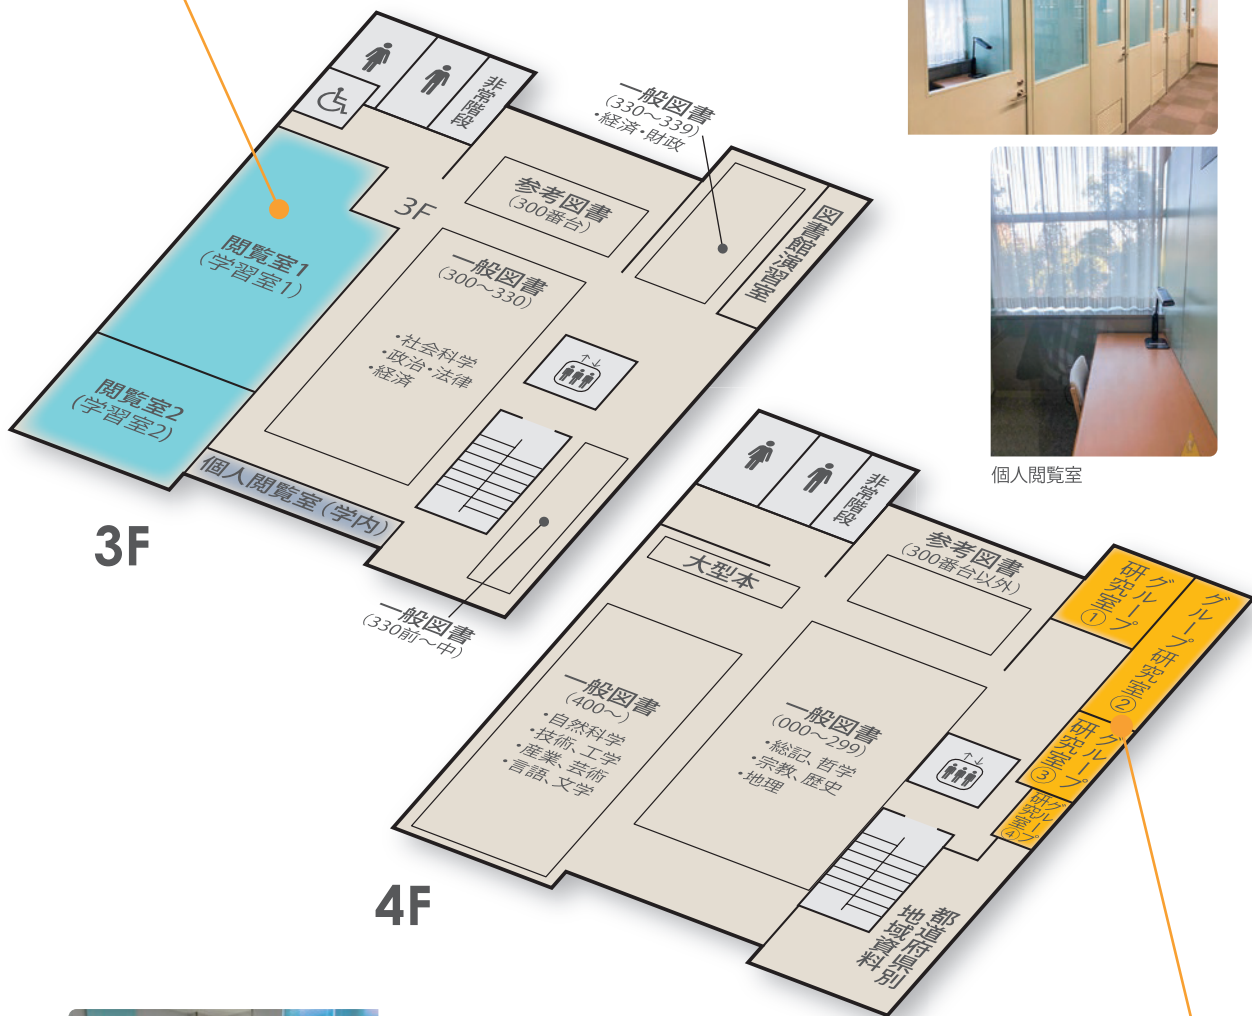 非常階段
一般図書
(330〜339)
・経済・財政
3F
参考図書
(300番台)
図書館演習室
閲覧室1
(学習室1)
一般図書
(300〜330)
・社会科学
・政治・法律
・経済
閲覧室2
(学習室2)
個人閲覧室(学内)
3F
一般図書
(330前〜中)
個人閲覧室
非常階段
大型本
参考図書
(300番台以外)
グループ
研究室
①
グループ研究室②
グループ
研究室
③
グループ
研究室
④
一般図書
(400〜)
・自然科学
・技術、工学
・産業、芸術
・言語、文学
一般図書
(000〜299)
・総記、哲学
・宗教、歴史
・地理
都道府県別
地域資料
4F